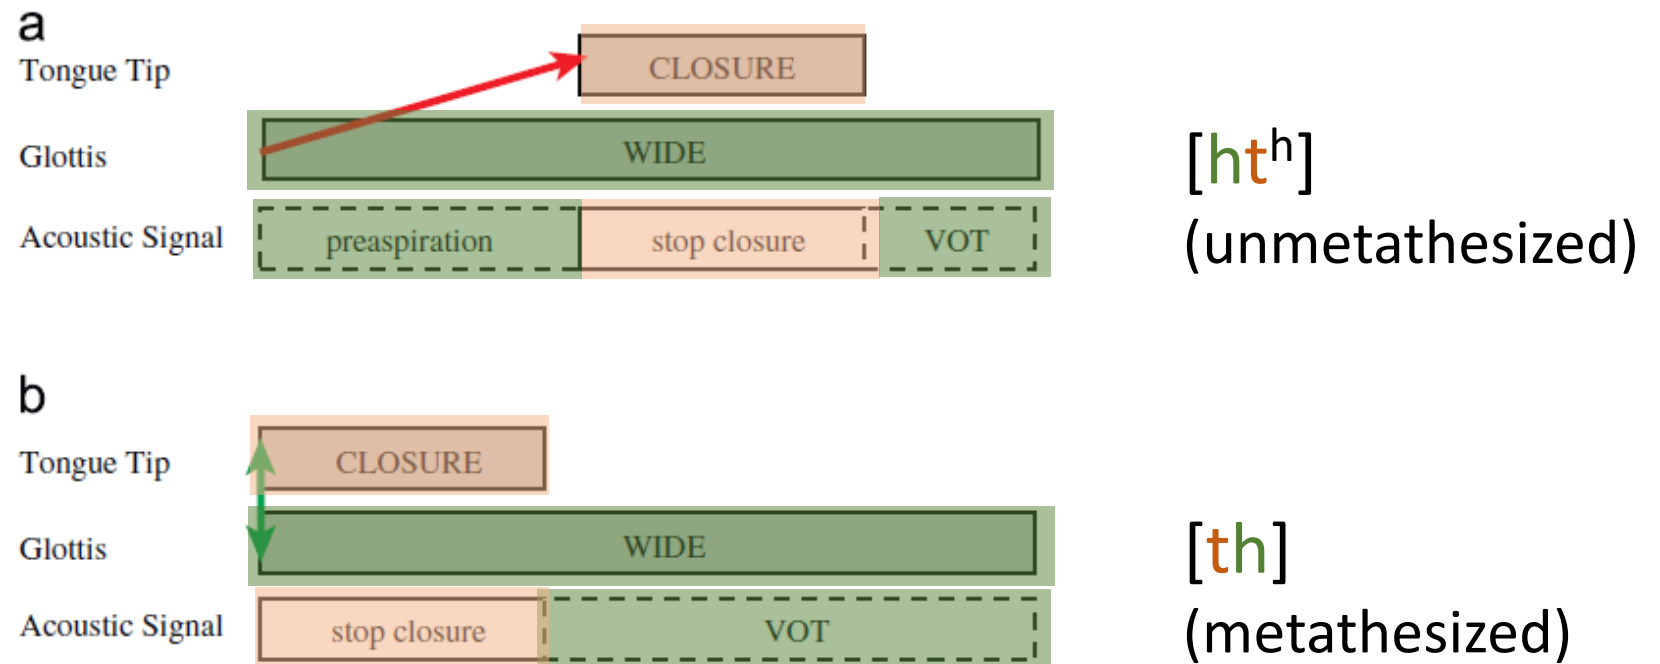 a
Tongue Tip CLOSURE
Glottis WIDE [htʰ]
Acoustic Signal preaspiration stop closure VOT (unmetathesized)
b
Tongue Tip CLOSURE
Glottis WIDE [th]
Acoustic Signal stop closure VOT (metathesized)